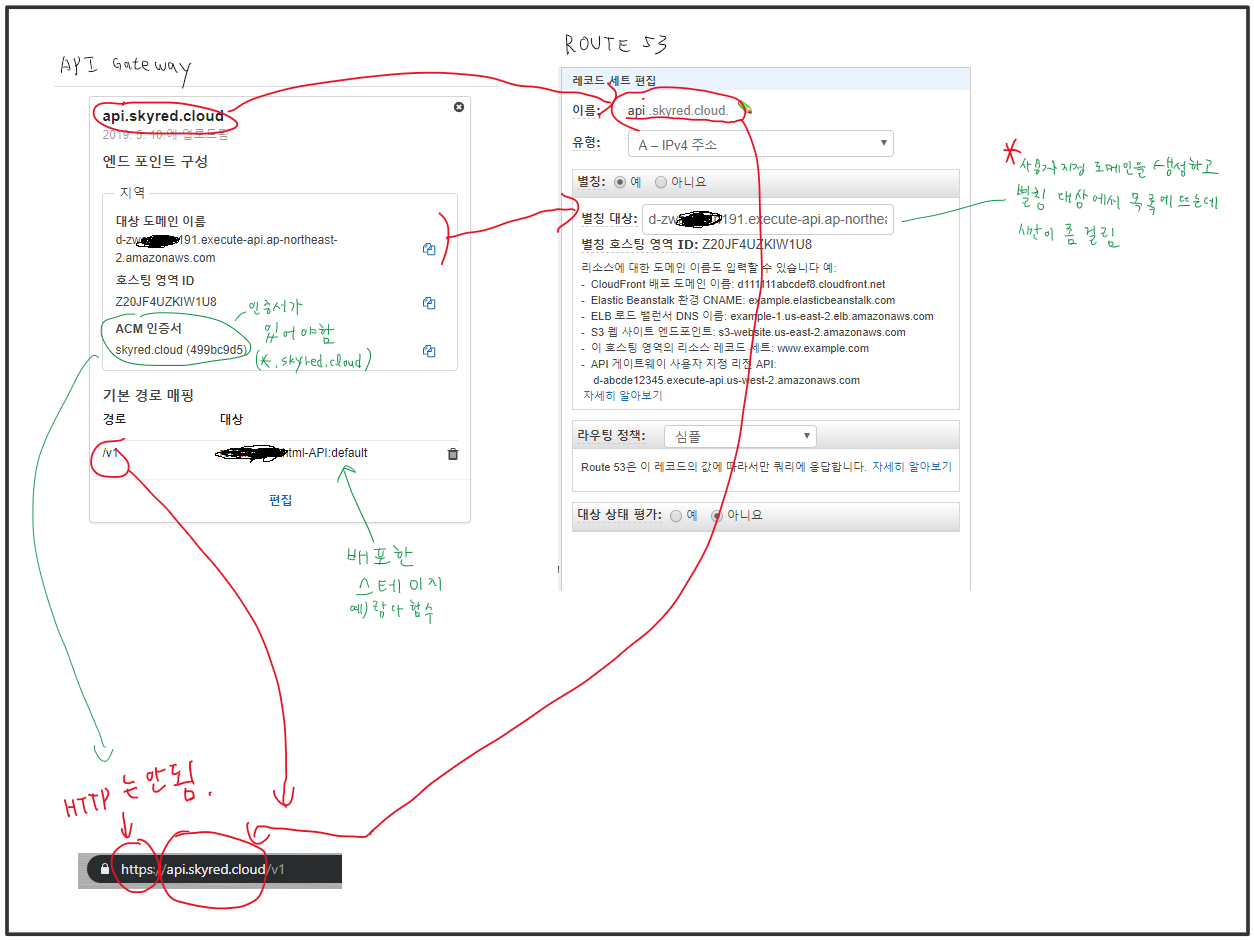 API Gateway
api.skyred.cloud
2019. 5. 10.에 업로드됨
엔드 포인트 구성
지역
대상 도메인 이름
191.execute-api.ap-northeast-
2.amazonaws.com
호스팅 영역 ID
Z20JF4UZKIW1U8
ACM 인증서
skyred.cloud (499bc9d5)
인증서가
있어야함
(*.skyred.cloud)
기본 경로 매핑
경로 대상
/v1 html-API:default
편집
배포한
스테이지
예) 람다 함수
ROUTE 53
레코드 세트 편집
이름: api .skyred.cloud.
유형: A – IPv4 주소
별칭: 예 아니요
별칭 대상: 191.execute-api.ap-northea
별칭 호스팅 영역 ID: Z20JF4UZKIW1U8
리소스에 대한 도메인 이름도 입력할 수 있습니다 예:
- CloudFront 배포 도메인 이름: d111111abcdef8.cloudfront.net
- Elastic Beanstalk 환경 CNAME: example.elasticbeanstalk.com
- ELB 로드 밸런서 DNS 이름: example-1.us-east-2.elb.amazonaws.com
- S3 웹 사이트 엔드포인트: s3-website.us-east-2.amazonaws.com
- 이 호스팅 영역의 리소스 레코드 세트: www.example.com
- API 게이트웨이 사용자 지정 리전 API:
d-abcde12345.execute-api.us-west-2.amazonaws.com
자세히 알아보기
라우팅 정책: 심플
Route 53은 이 레코드의 값에 따라서만 쿼리에 응답합니다. 자세히 알아보기
대상 상태 평가: 예 아니요
* 사용자지정 도메인을 생성하고
별칭 대상에서 목록에 뜨는데
시간이 좀 걸림
HTTP 는 안됨.
https://api.skyred.cloud/v1